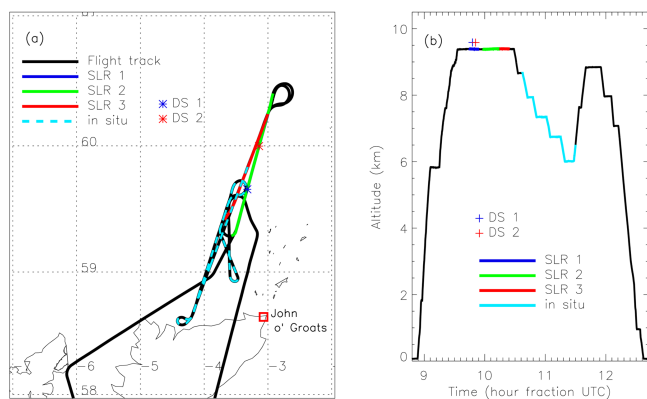 (a)
Flight track
SLR 1
SLR 2
SLR 3
in situ
DS 1
DS 2
60
59
58
-6
-5
-4
-3
John
o' Groats
(b)
10
8
6
4
2
0
Altitude (km)
DS 1
DS 2
SLR 1
SLR 2
SLR 3
in situ
9 10 11 12
Time (hour fraction UTC)